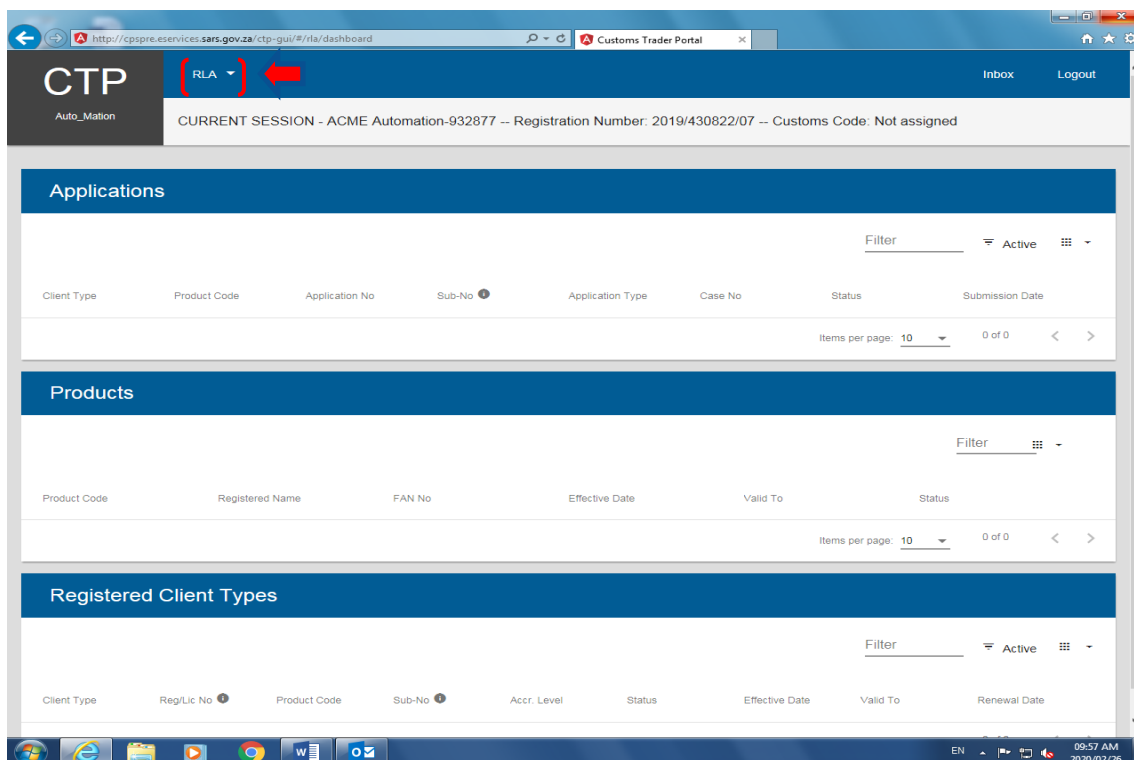 http://cpspre.eservices.sars.gov.za/ctp-gui/#/rla/dashboard
Customs Trader Portal
CTP
Auto_Mation
RLA
Inbox
Logout
CURRENT SESSION - ACME Automation-932877 -- Registration Number: 2019/430822/07 -- Customs Code: Not assigned
Applications
Filter
Active
Client Type Product Code Application No Sub-No Application Type Case No Status Submission Date
Items per page: 10 0 of 0
Products
Filter
Product Code Registered Name FAN No Effective Date Valid To Status
Items per page: 10 0 of 0
Registered Client Types
Filter
Active
Client Type Reg/Lic No Product Code Sub-No Accr. Level Status Effective Date Valid To Renewal Date
EN
09:57 AM
2020/02/26